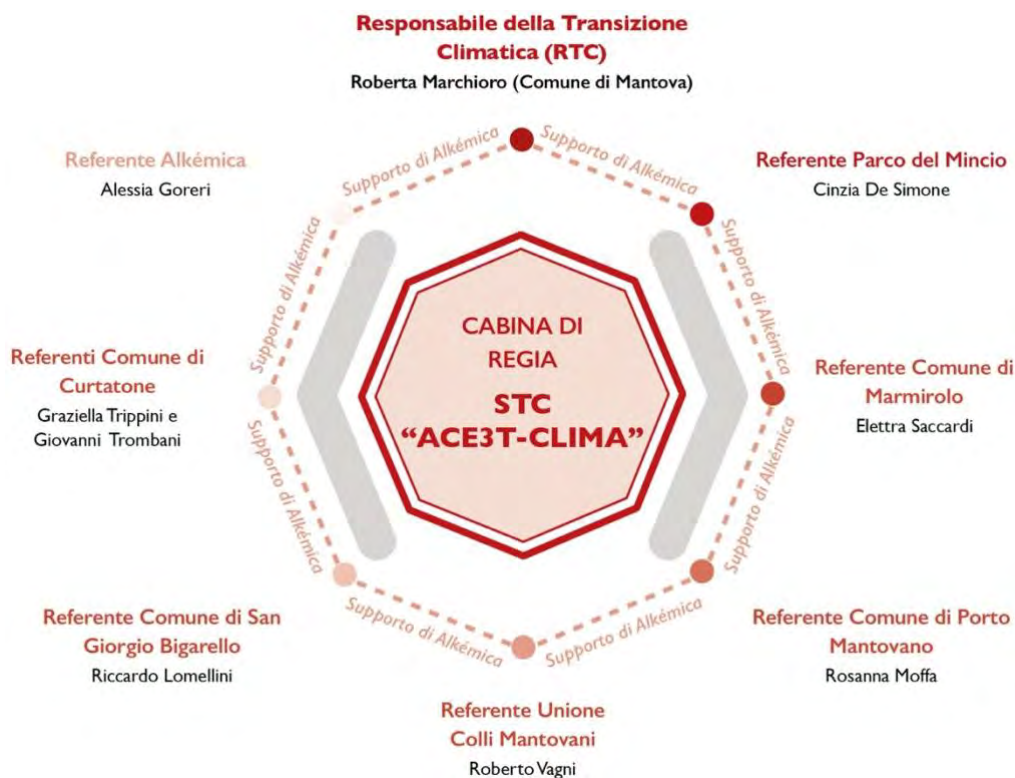 Responsabile della Transizione
Climatica (RTC)
Roberta Marchioro (Comune di Mantova)
Supporto di Alkémica
Supporto di Alkémica
Referente Alkémica
Alessia Goreri
Referente Parco del Mincio
Cinzia De Simone
Supporto di Alkémica
Supporto di Alkémica
CABINA DI
REGIA
STC
“ACE3T-CLIMA”
Referenti Comune di
Curtatone
Graziella Trippini e
Giovanni Trombani
Referente Comune di
Marmirolo
Elettra Saccardi
Supporto di Alkémica
Supporto di Alkémica
Referente Comune di San
Giorgio Bigarello
Riccardo Lomellini
Supporto di Alkémica
Supporto di Alkémica
Referente Comune di Porto
Mantovano
Rosanna Moffa
Referente Unione
Colli Mantovani
Roberto Vagni